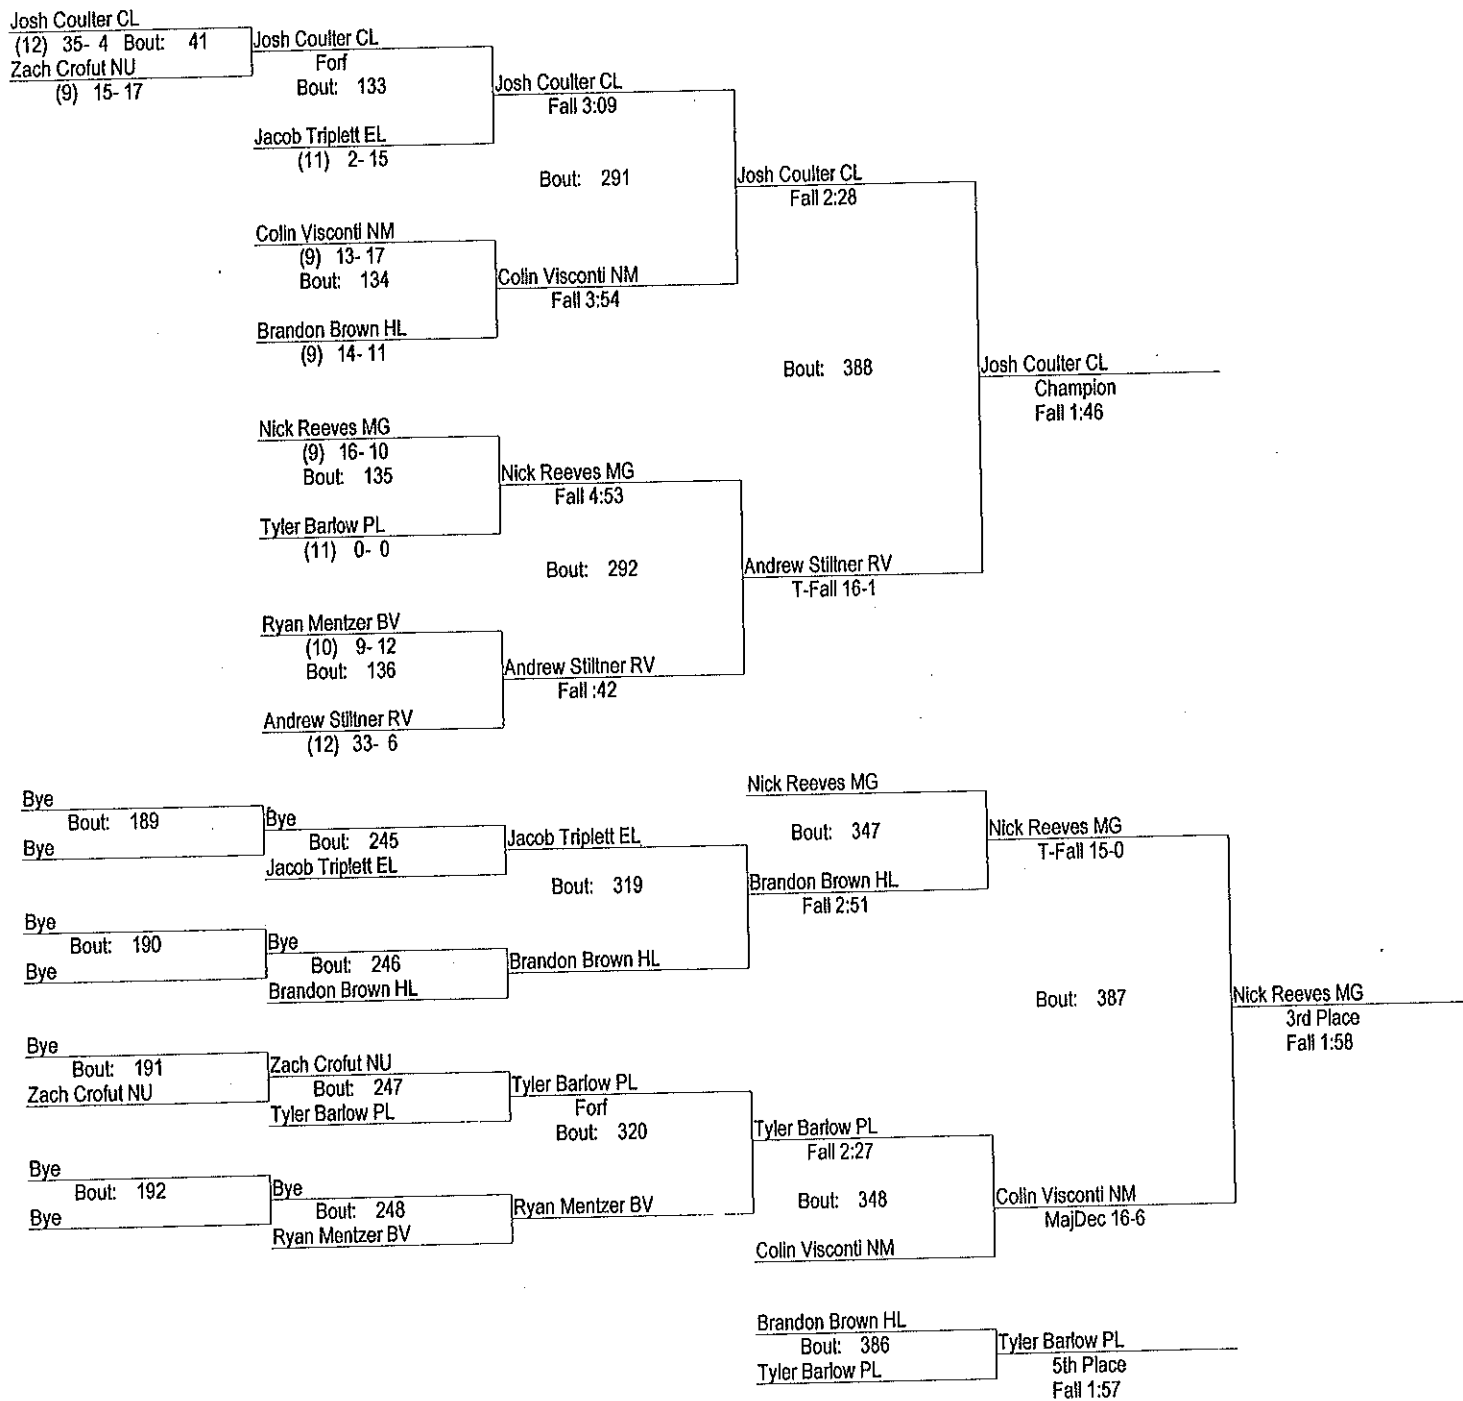 Josh Coulter CL
(12) 35- 4 Bout: 41
Zach Crofut NU
(9) 15- 17
Josh Coulter CL
Forf
Bout: 133
Jacob Triplett EL
(11) 2- 15
Josh Coulter CL
Fall 3:09
Bout: 291
Colin Visconti NM
(9) 13- 17
Bout: 134
Brandon Brown HL
(9) 14- 11
Colin Visconti NM
Fall 3:54
Josh Coulter CL
Fall 2:28
Bout: 388
Josh Coulter CL
Champion
Fall 1:46
Nick Reeves MG
(9) 16- 10
Bout: 135
Tyler Barlow PL
(11) 0- 0
Nick Reeves MG
Fall 4:53
Bout: 292
Ryan Mentzer BV
(10) 9- 12
Bout: 136
Andrew Stiltner RV
(12) 33- 6
Andrew Stiltner RV
Fall :42
Andrew Stiltner RV
T-Fall 16-1
Bye
Bout: 189
Bye
Bye
Bout: 245
Jacob Triplett EL
Jacob Triplett EL
Bout: 319
Bye
Bout: 190
Bye
Bye
Bout: 246
Brandon Brown HL
Brandon Brown HL
Nick Reeves MG
Bout: 347
Brandon Brown HL
Fall 2:51
Nick Reeves MG
T-Fall 15-0
Bout: 387
Nick Reeves MG
3rd Place
Fall 1:58
Bye
Bout: 191
Zach Crofut NU
Zach Crofut NU
Bout: 247
Tyler Barlow PL
Tyler Barlow PL
Forf
Bout: 320
Bye
Bout: 192
Bye
Bye
Bout: 248
Ryan Mentzer BV
Ryan Mentzer BV
Tyler Barlow PL
Fall 2:27
Bout: 348
Colin Visconti NM
Colin Visconti NM
MajDec 16-6
Brandon Brown HL
Bout: 386
Tyler Barlow PL
Tyler Barlow PL
5th Place
Fall 1:57